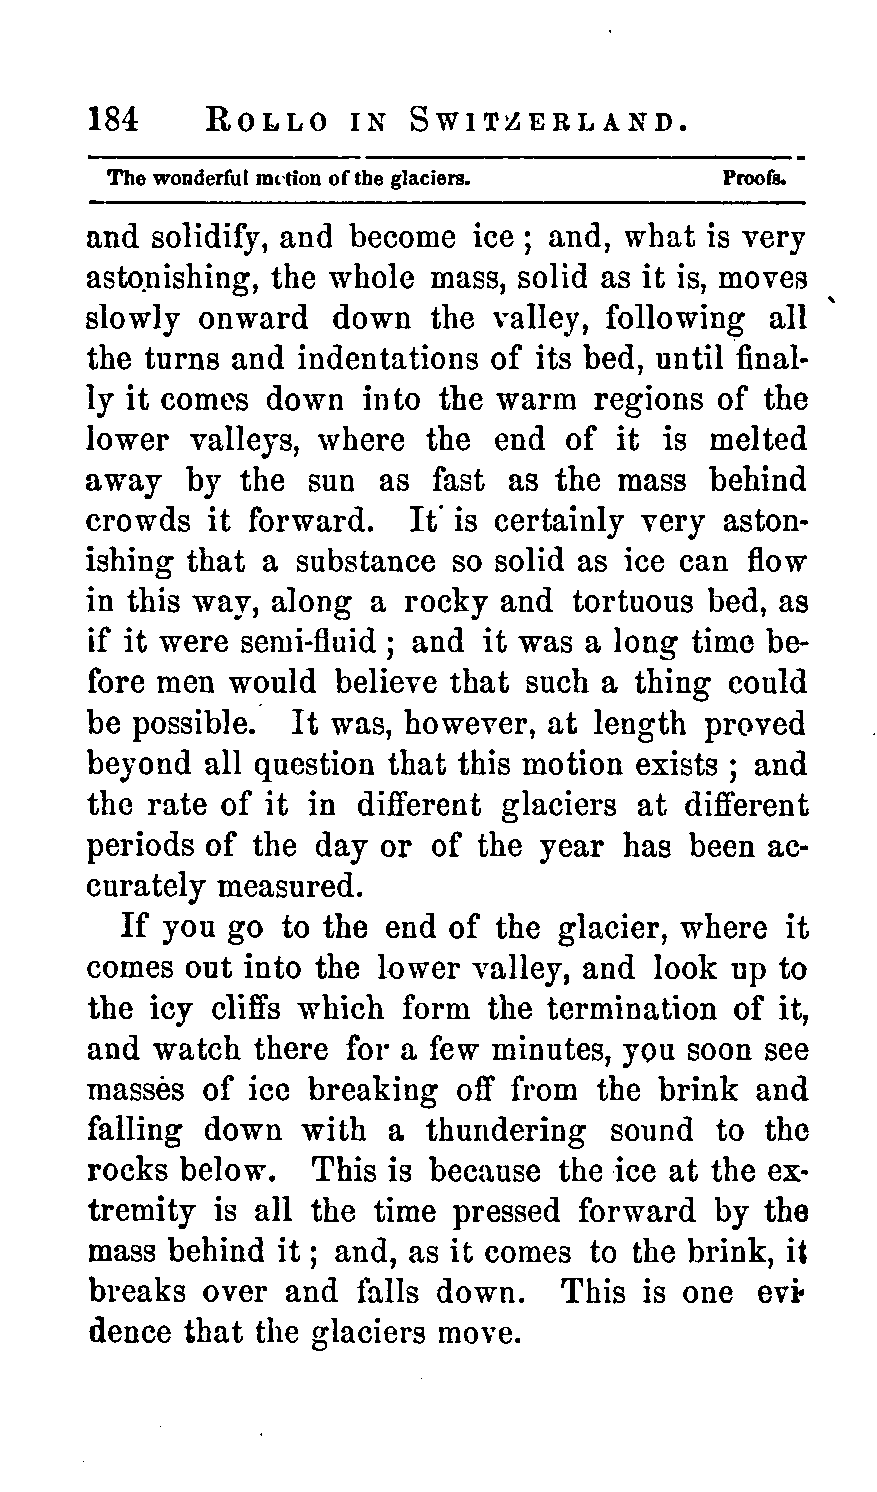 184 ROLLO IN SWITZERLAND.
The wonderful motion of the glaciers. Proofs.
and solidify, and become ice ; and, what is very
astonishing, the whole mass, solid as it is, moves
slowly onward down the valley, following all
the turns and indentations of its bed, until final-
ly it comes down into the warm regions of the
lower valleys, where the end of it is melted
away by the sun as fast as the mass behind
crowds it forward. It is certainly very aston-
ishing that a substance so solid as ice can flow
in this way, along a rocky and tortuous bed, as
if it were semi-fluid ; and it was a long time be-
fore men would believe that such a thing could
be possible. It was, however, at length proved
beyond all question that this motion exists ; and
the rate of it in different glaciers at different
periods of the day or of the year has been ac-
curately measured.
If you go to the end of the glacier, where it
comes out into the lower valley, and look up to
the icy cliffs which form the termination of it,
and watch there for a few minutes, you soon see
masses of ice breaking off from the brink and
falling down with a thundering sound to the
rocks below. This is because the ice at the ex-
tremity is all the time pressed forward by the
mass behind it ; and, as it comes to the brink, it
breaks over and falls down. This is one evi-
dence that the glaciers move.